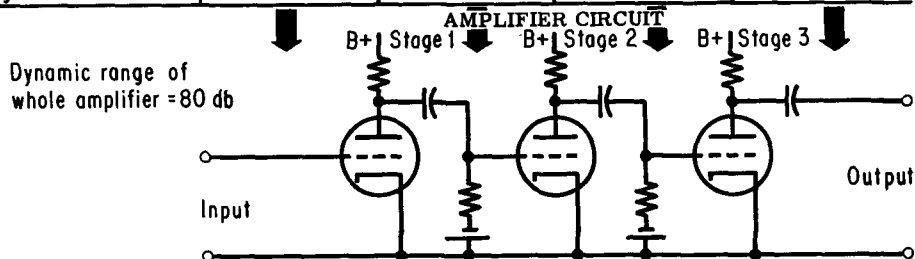 AMPLIFIER CIRCUIT
B+ Stage 1 B+ Stage 2 B+ Stage 3
Dynamic range of
whole amplifier = 80 db
Input
Output